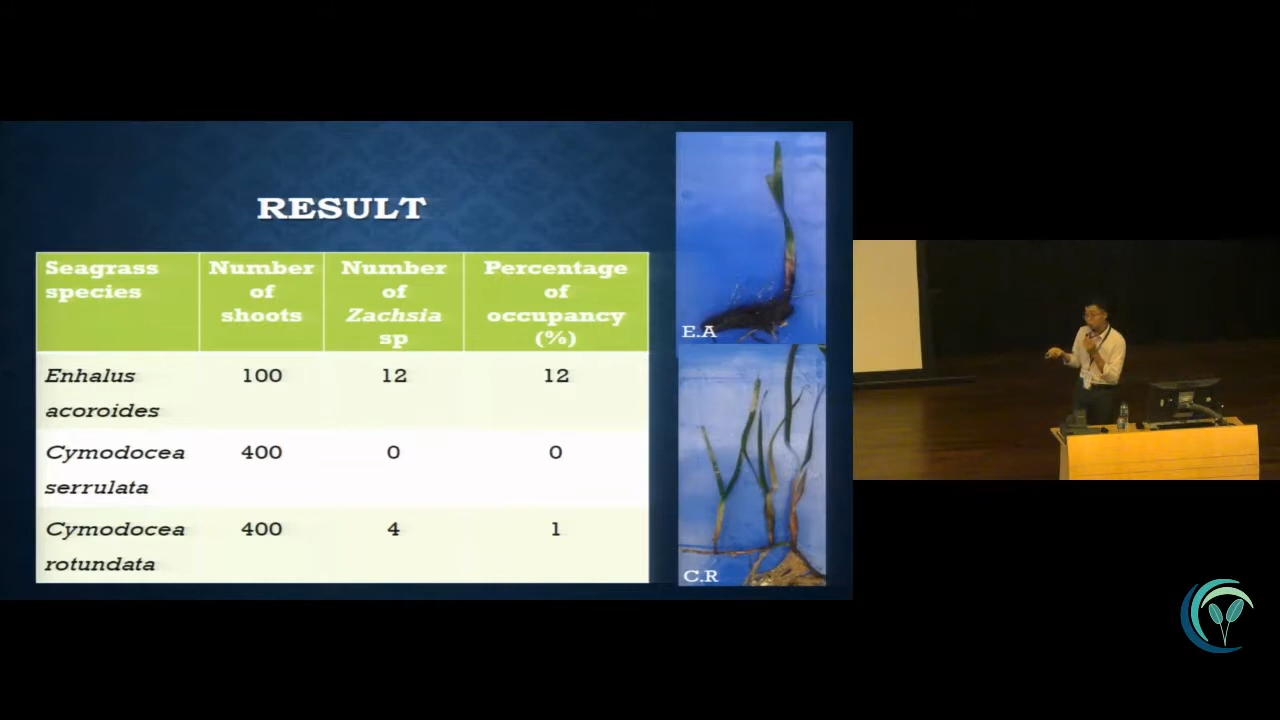 RESULT
Seagrass species
Number of shoots
Number of Zachsia sp
Percentage of occupancy (%)
Enhalus acoroides
100
12
12
Cymodocea serrulata
400
0
0
Cymodocea rotundata
400
4
1
E.A
C.R